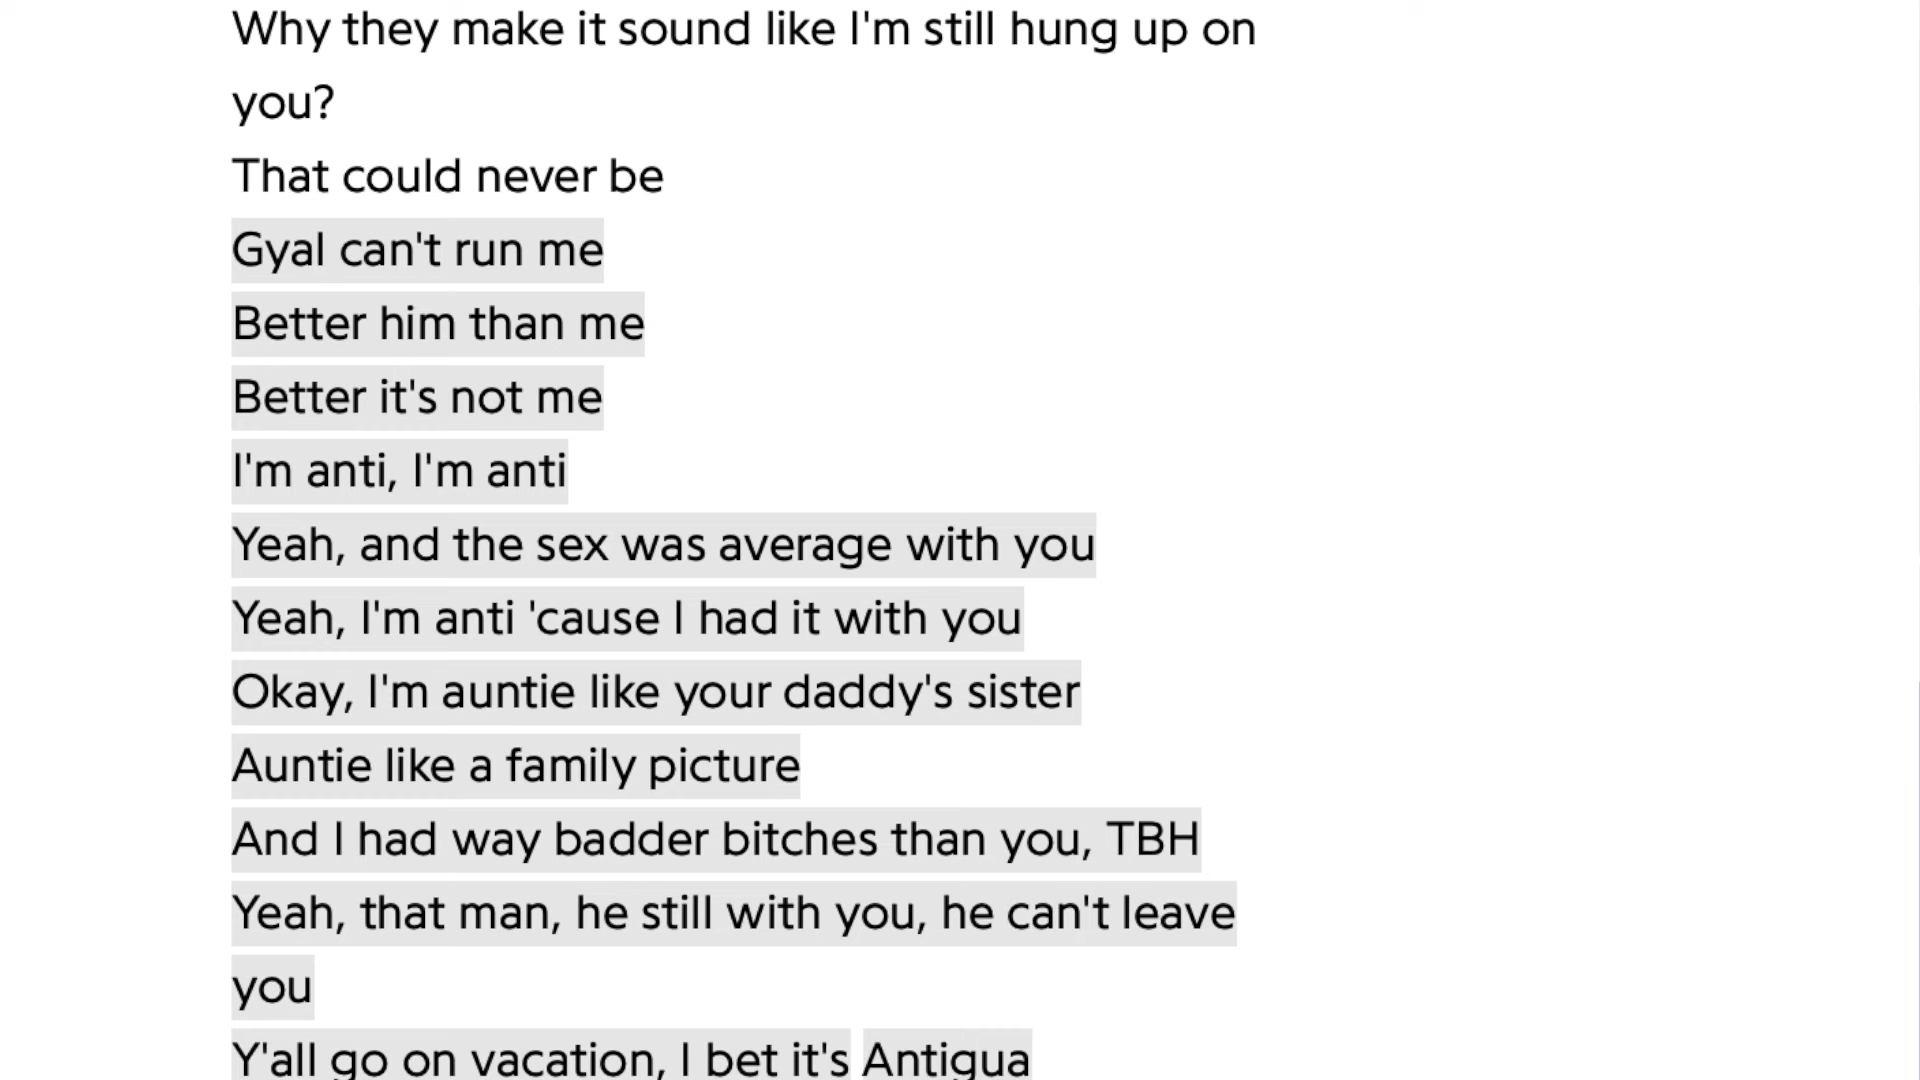 Why they make it sound like I'm still hung up on
you?
That could never be
Gyal can't run me
Better him than me
Better it's not me
I'm anti, I'm anti
Yeah, and the sex was average with you
Yeah, I'm anti 'cause I had it with you
Okay, I'm auntie like your daddy's sister
Auntie like a family picture
And I had way badder bitches than you, TBH
Yeah, that man, he still with you, he can't leave
you
Y'all go on vacation, I bet it's Antigua